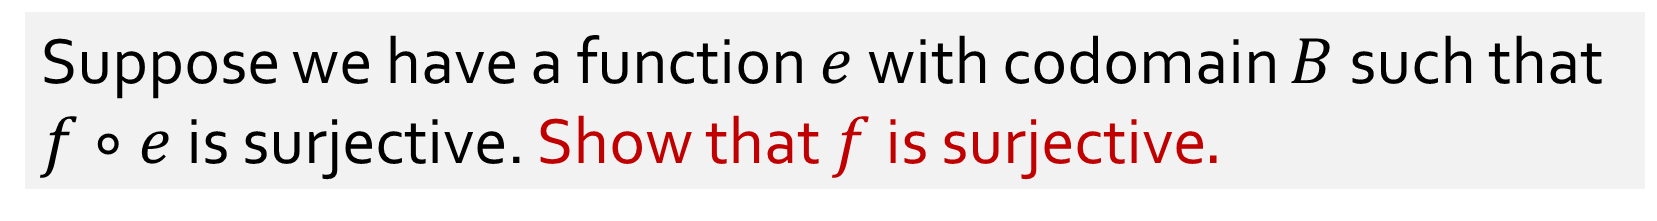 Suppose we have a function 𝑒 with codomain 𝐵 such that
𝑓 ∘ 𝑒 is surjective. Show that 𝑓 is surjective.